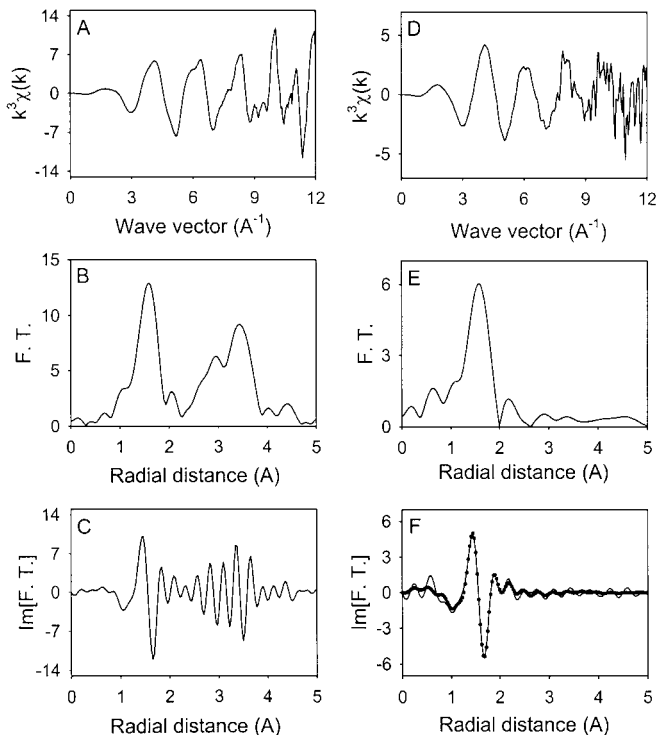 A
k³χ(k)
14
7
0
-7
-14
0 3 6 9 12
Wave vector (A⁻¹)
B
F. T.
15
10
5
0
0 1 2 3 4 5
Radial distance (A)
C
Im[F. T.]
14
7
0
-7
-14
0 1 2 3 4 5
Radial distance (A)
D
k³χ(k)
5
0
-5
0 3 6 9 12
Wave vector (A⁻¹)
E
F. T.
6
3
0
0 1 2 3 4 5
Radial distance (A)
F
Im[F. T.]
6
3
0
-3
-6
0 1 2 3 4 5
Radial distance (A)